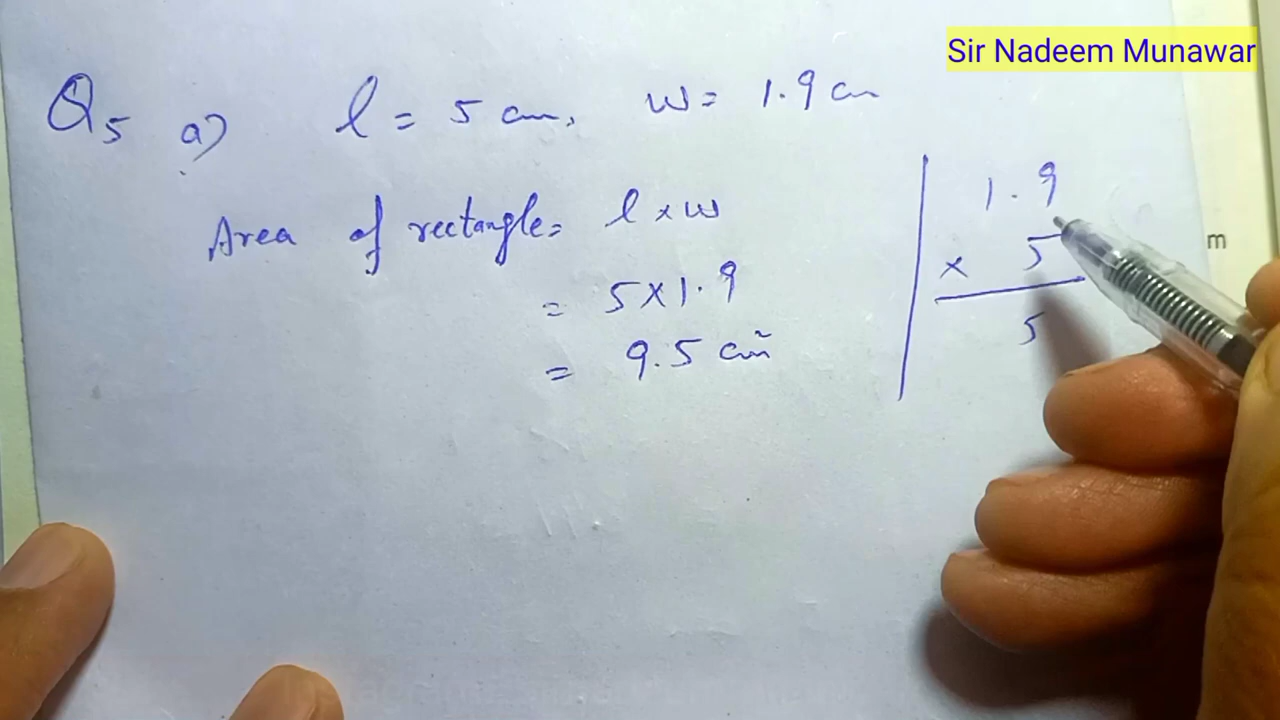 Sir Nadeem Munawar
Q5 a) l = 5 cm, w = 1.9 cm
Area of rectangle = l × w
= 5 × 1.9
= 9.5 cm²
1.9
× 5
5
m